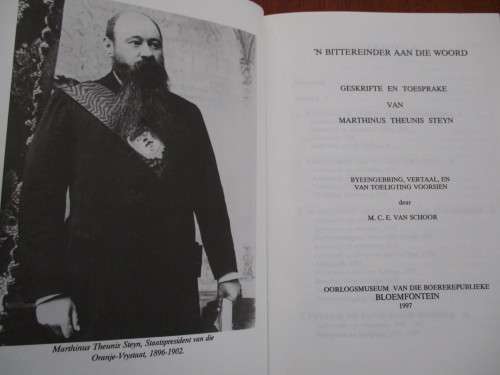 Marthinus Theunis Steyn, Staatspresident van die
Oranje-Vrystaat, 1896-1902.
'N BITTEREINDER AAN DIE WOORD
GESKRIFTE EN TOESPRAKE
VAN
MARTHINUS THEUNIS STEYN
BYEENGEBRING, VERTAAL, EN
VAN TOELIGTING VOORSIEN
deur
M. C. E. VAN SCHOOR
OORLOGSMUSEUM VAN DIE BOEREREPUBLIEKE
BLOEMFONTEIN
1997